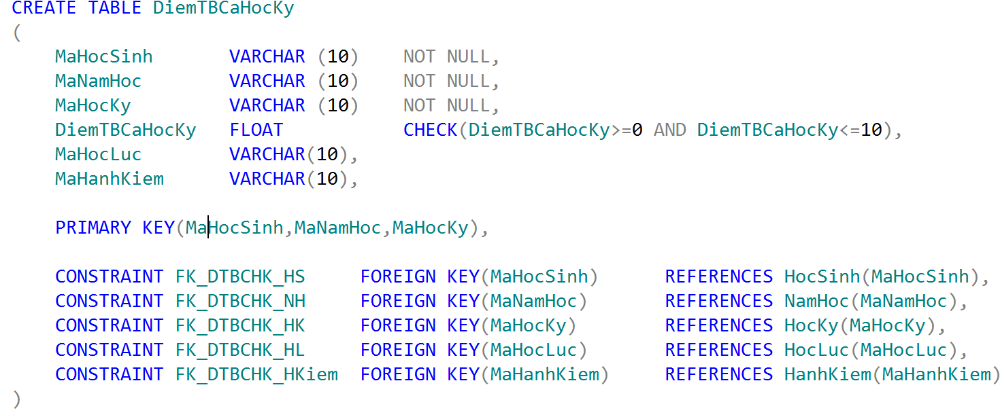 CREATE TABLE DiemTBCaHocKy
(
MaHocSinh VARCHAR (10) NOT NULL,
MaNamHoc VARCHAR (10) NOT NULL,
MaHocKy VARCHAR (10) NOT NULL,
DiemTBCaHocKy FLOAT CHECK(DiemTBCaHocKy>=0 AND DiemTBCaHocKy<=10),
MaHocLuc VARCHAR(10),
MaHanhKiem VARCHAR(10),
PRIMARY KEY(MaHocSinh,MaNamHoc,MaHocKy),
CONSTRAINT FK_DTBCHK_HS FOREIGN KEY(MaHocSinh) REFERENCES HocSinh(MaHocSinh),
CONSTRAINT FK_DTBCHK_NH FOREIGN KEY(MaNamHoc) REFERENCES NamHoc(MaNamHoc),
CONSTRAINT FK_DTBCHK_HK FOREIGN KEY(MaHocKy) REFERENCES HocKy(MaHocKy),
CONSTRAINT FK_DTBCHK_HL FOREIGN KEY(MaHocLuc) REFERENCES HocLuc(MaHocLuc),
CONSTRAINT FK_DTBCHK_HKiem FOREIGN KEY(MaHanhKiem) REFERENCES HanhKiem(MaHanhKiem)
)